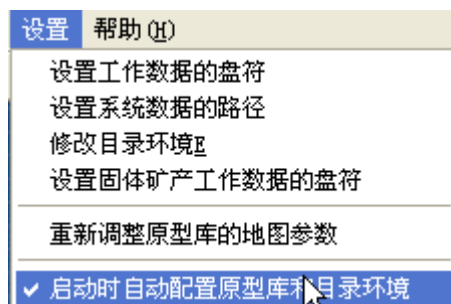 设置 帮助(H)
设置工作数据的盘符
设置系统数据的路径
修改目录环境E
设置固体矿产工作数据的盘符
重新调整原型库的地图参数
启动时自动配置原型库和目录环境